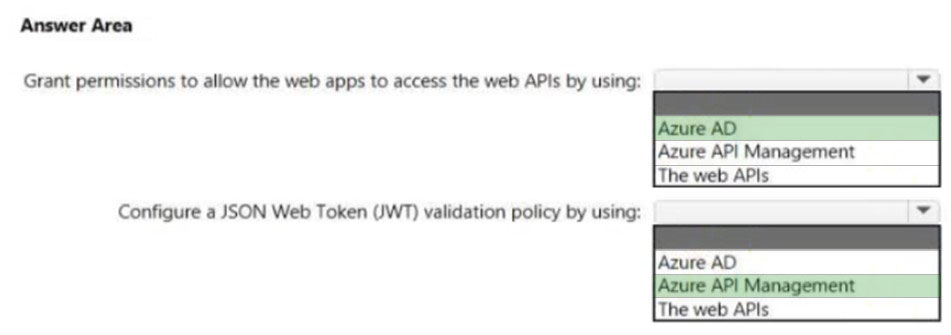 Answer Area
Grant permissions to allow the web apps to access the web APIs by using:
Azure AD
Azure API Management
The web APIs
Configure a JSON Web Token (JWT) validation policy by using:
Azure AD
Azure API Management
The web APIs